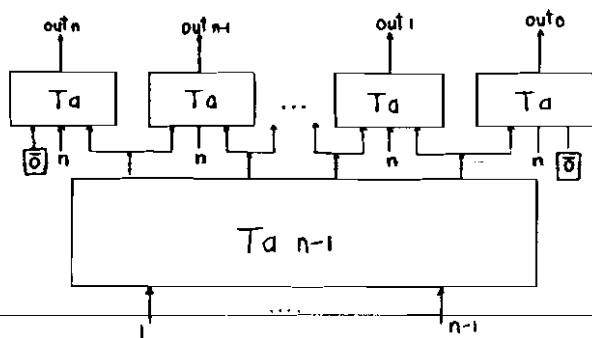 out n out n-1 out 1 out 0
Ta Ta ... Ta Ta
0̅ n n n n 0̅
Ta n-1
1 .... n-1